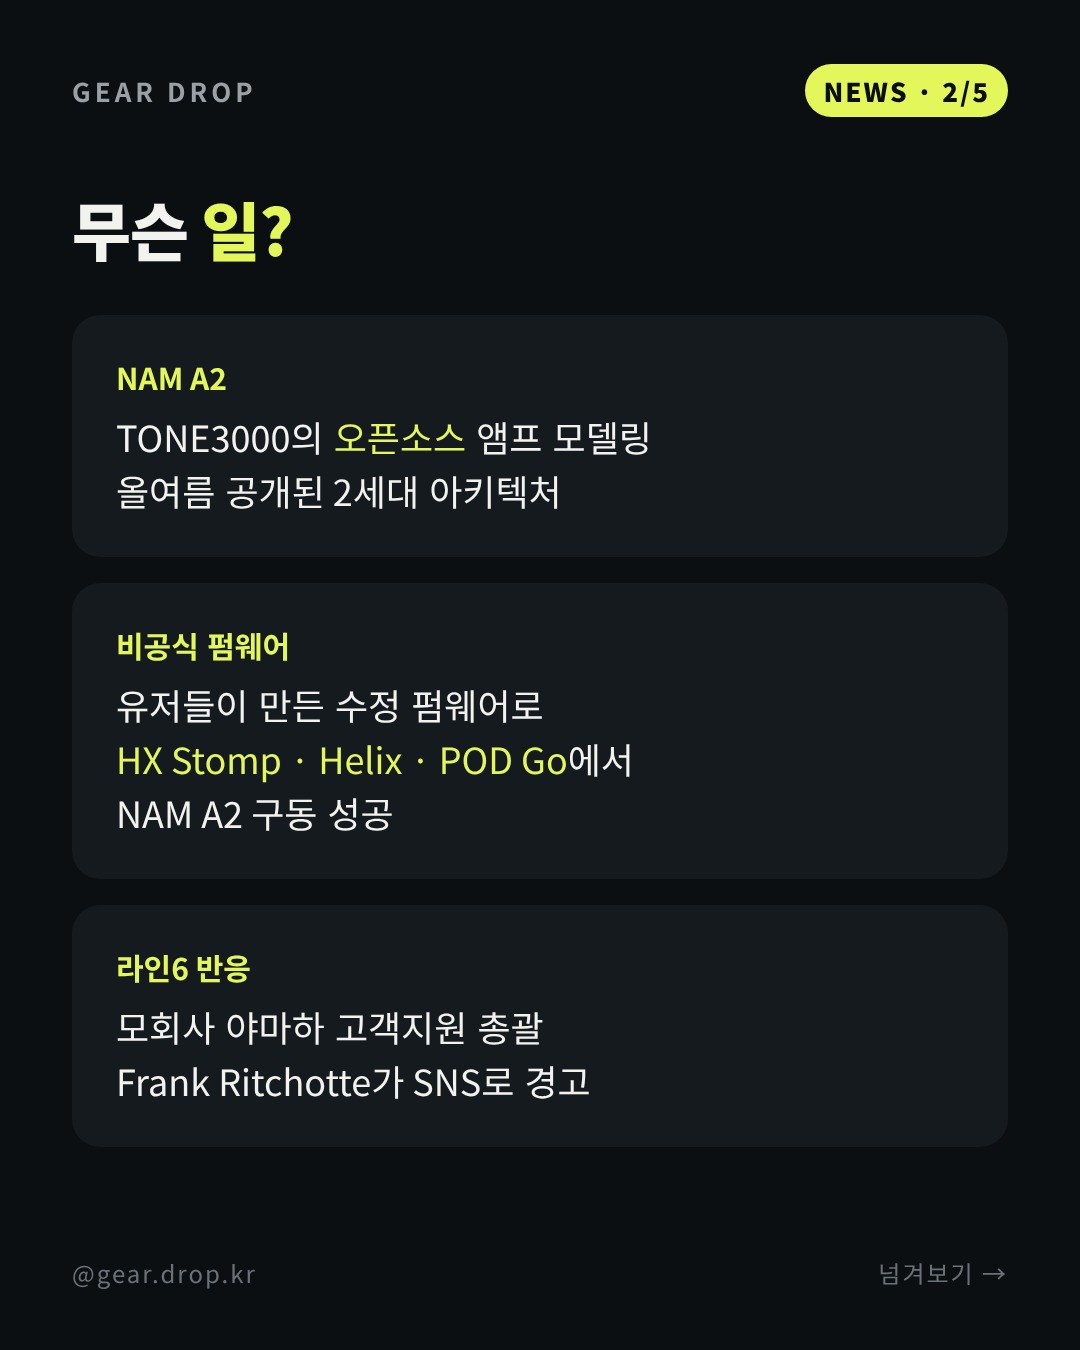 GEAR DROP
NEWS · 2/5
무슨 일?
NAM A2
TONE3000의 오픈소스 앰프 모델링
올여름 공개된 2세대 아키텍처
비공식 펌웨어
유저들이 만든 수정 펌웨어로
HX Stomp · Helix · POD Go에서
NAM A2 구동 성공
라인6 반응
모회사 야마하 고객지원 총괄
Frank Ritchotte가 SNS로 경고
@gear.drop.kr
넘겨보기 →